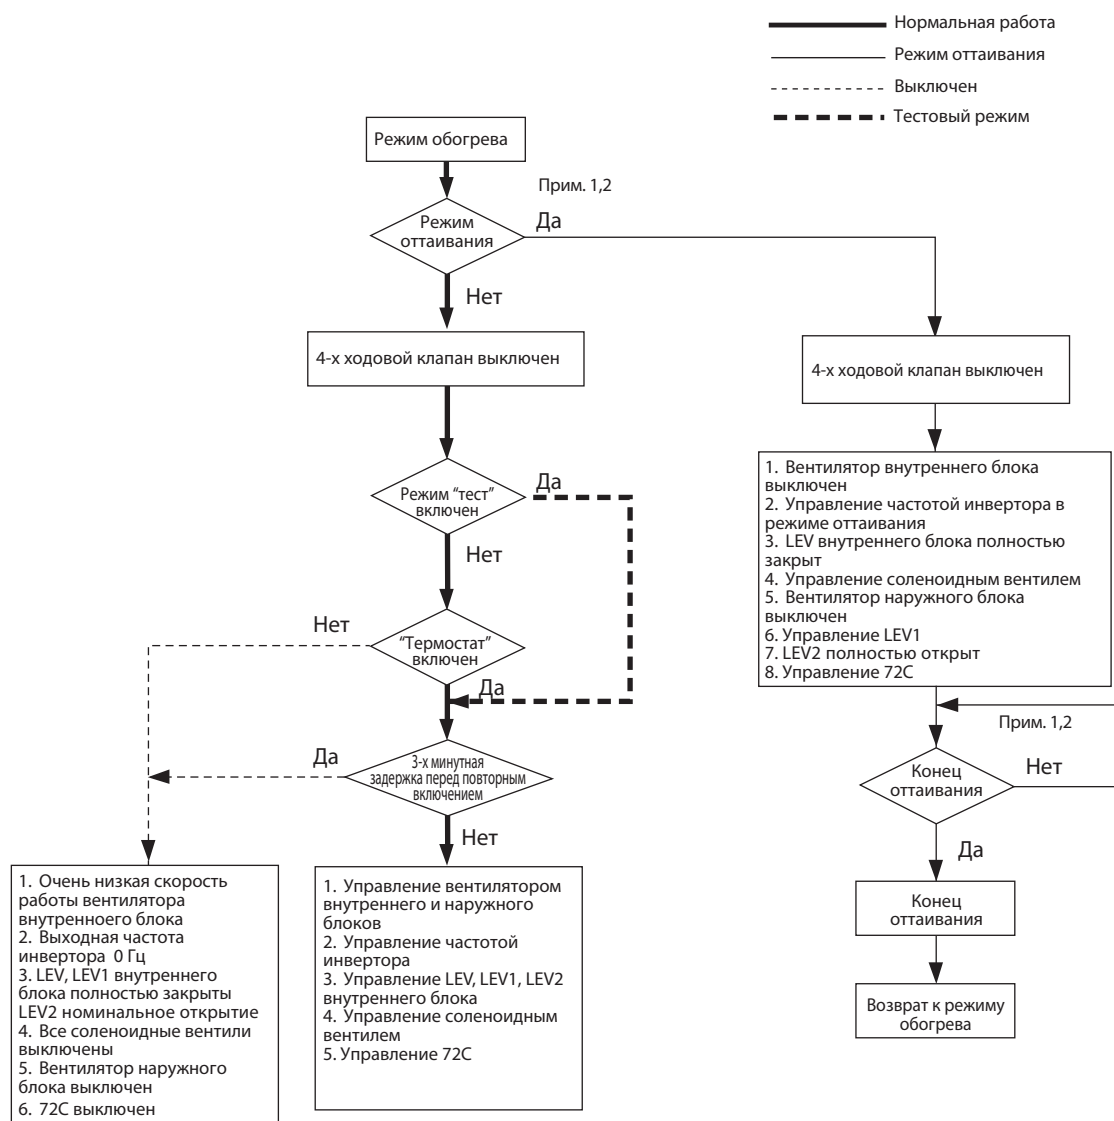 Нормальная работа
Режим оттаивания
Выключен
Тестовый режим
Режим обогрева
Прим. 1,2
Режим
оттаивания
Да
Нет
4-х ходовой клапан выключен
Режим “тест”
включен
Да
Нет
“Термостат”
включен
Нет
Да
3-х минутная
задержка перед повторным
включением
Да
Нет
1. Очень низкая скорость
работы вентилятора
внутренноего блока
2. Выходная частота
инвертора 0 Гц
3. LEV, LEV1 внутреннего
блока полностью закрыты
LEV2 номинальное открытие
4. Все соленоидные вентили
выключены
5. Вентилятор наружного
блока выключен
6. 72C выключен
1. Управление вентилятором
внутреннего и наружного
блоков
2. Управление частотой
инвертора
3. Управление LEV, LEV1, LEV2
внутреннего блока
4. Управление соленоидным
вентилем
5. Управление 72C
4-х ходовой клапан выключен
1. Вентилятор внутреннего блока
выключен
2. Управление частотой инвертора в
режиме оттаивания
3. LEV внутреннего блока полностью
закрыт
4. Управление соленоидным вентилем
5. Вентилятор наружного блока
выключен
6. Управление LEV1
7. LEV2 полностью открыт
8. Управление 72C
Прим. 1,2
Конец
оттаивания
Нет
Да
Конец
оттаивания
Возврат к режиму
обогрева